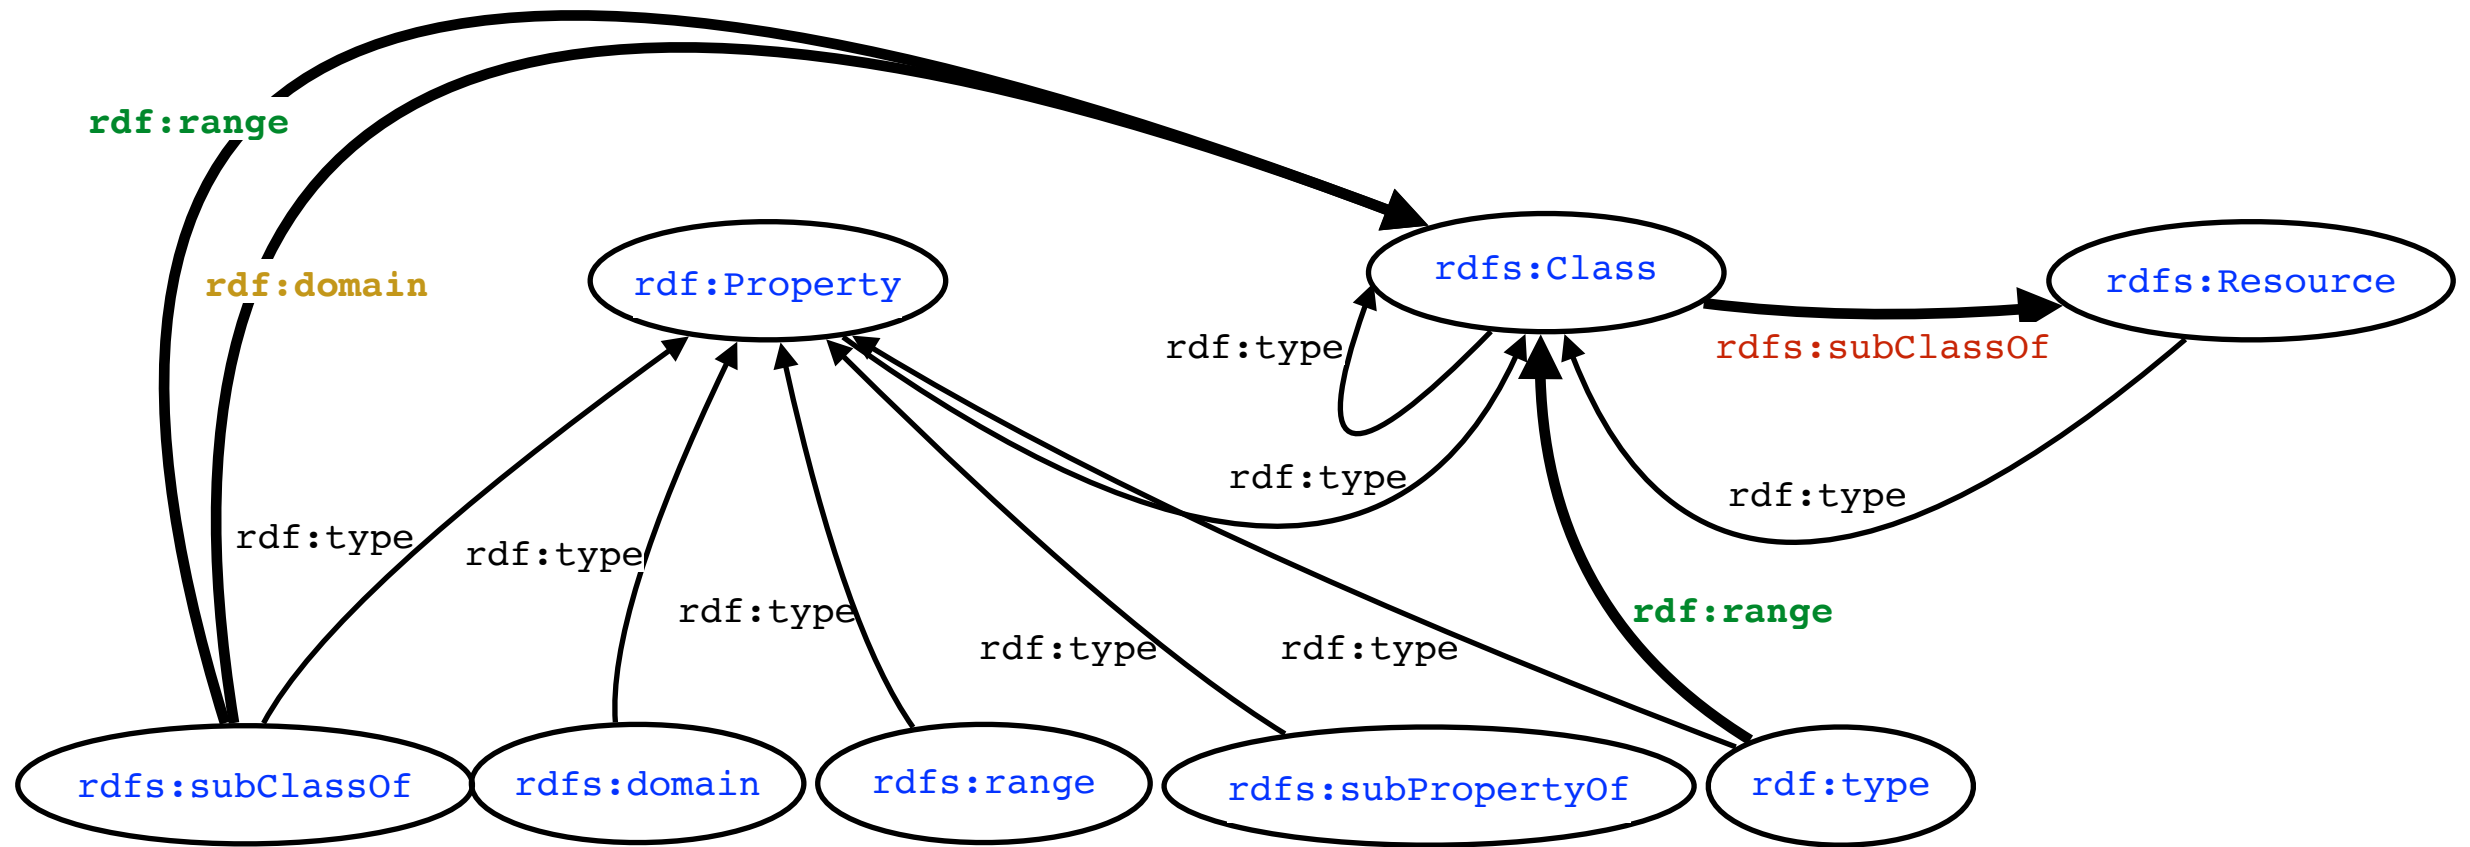 rdf:range
rdf:domain
rdf:Property
rdfs:Class
rdfs:Resource
rdf:type
rdfs:subClassOf
rdf:type
rdf:type
rdf:type
rdf:type
rdf:type
rdf:range
rdf:type
rdf:type
rdfs:subClassOf
rdfs:domain
rdfs:range
rdfs:subPropertyOf
rdf:type